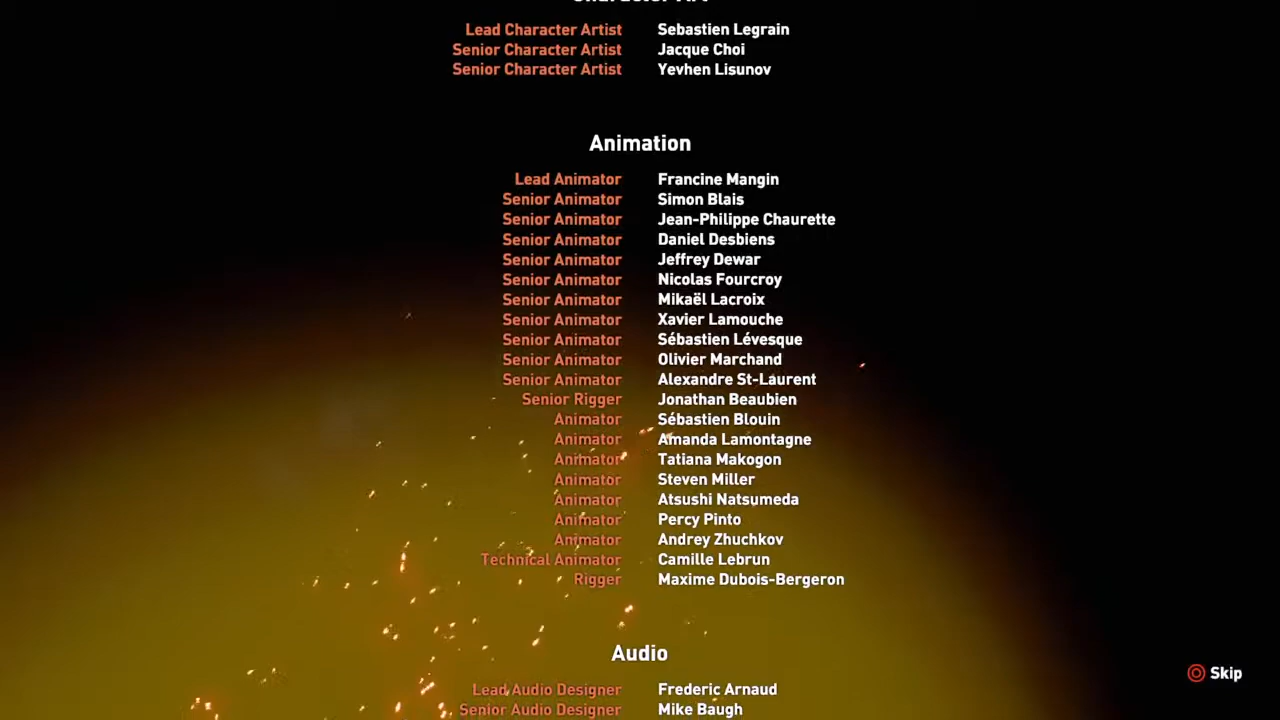 Character Art
Lead Character Artist Sebastien Legrain
Senior Character Artist Jacque Choi
Senior Character Artist Yevhen Lisunov
Animation
Lead Animator Francine Mangin
Senior Animator Simon Blais
Senior Animator Jean-Philippe Chaurette
Senior Animator Daniel Desbiens
Senior Animator Jeffrey Dewar
Senior Animator Nicolas Fourcroy
Senior Animator Mikaël Lacroix
Senior Animator Xavier Lamouche
Senior Animator Sébastien Lévesque
Senior Animator Olivier Marchand
Senior Animator Alexandre St-Laurent
Senior Rigger Jonathan Beaubien
Animator Sébastien Blouin
Animator Amanda Lamontagne
Animator Tatiana Makogon
Animator Steven Miller
Animator Atsushi Natsumeda
Animator Percy Pinto
Animator Andrey Zhuchkov
Technical Animator Camille Lebrun
Rigger Maxime Dubois-Bergeron
Audio
Lead Audio Designer Frederic Arnaud
Senior Audio Designer Mike Baugh
Skip